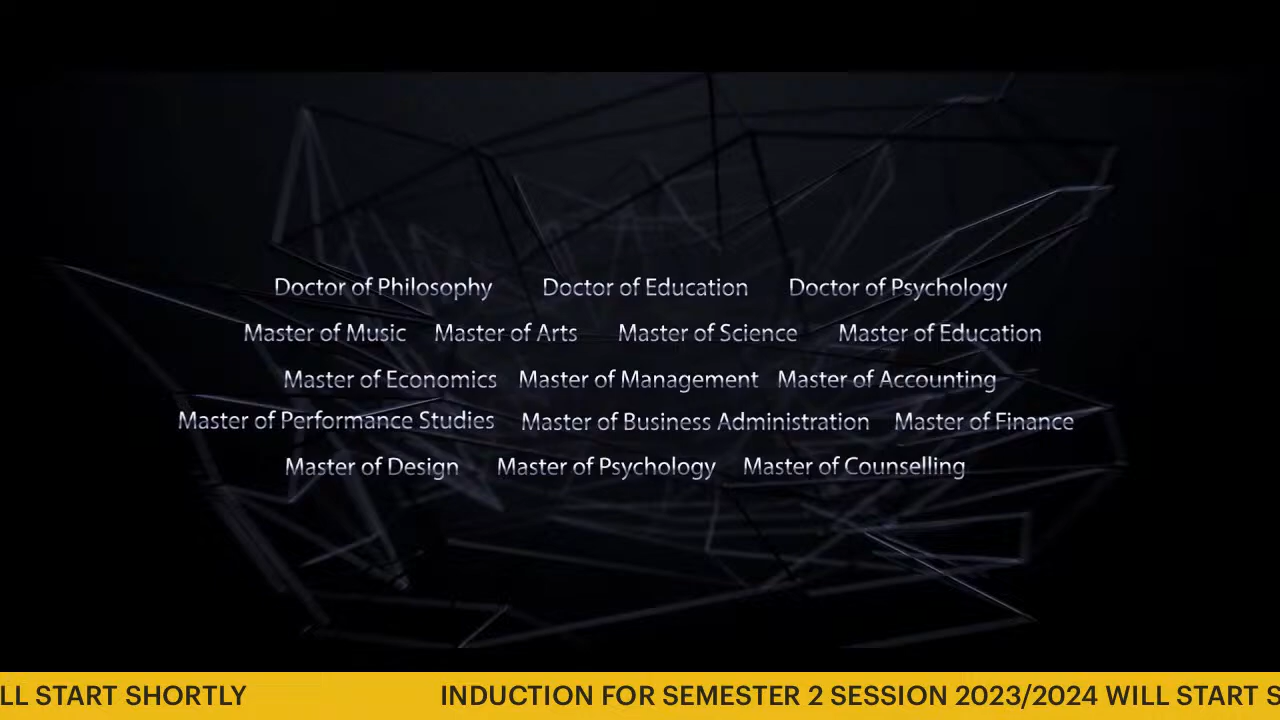 Doctor of Philosophy Doctor of Education Doctor of Psychology
Master of Music Master of Arts Master of Science Master of Education
Master of Economics Master of Management Master of Accounting
Master of Performance Studies Master of Business Administration Master of Finance
Master of Design Master of Psychology Master of Counselling
LL START SHORTLY INDUCTION FOR SEMESTER 2 SESSION 2023/2024 WILL START S